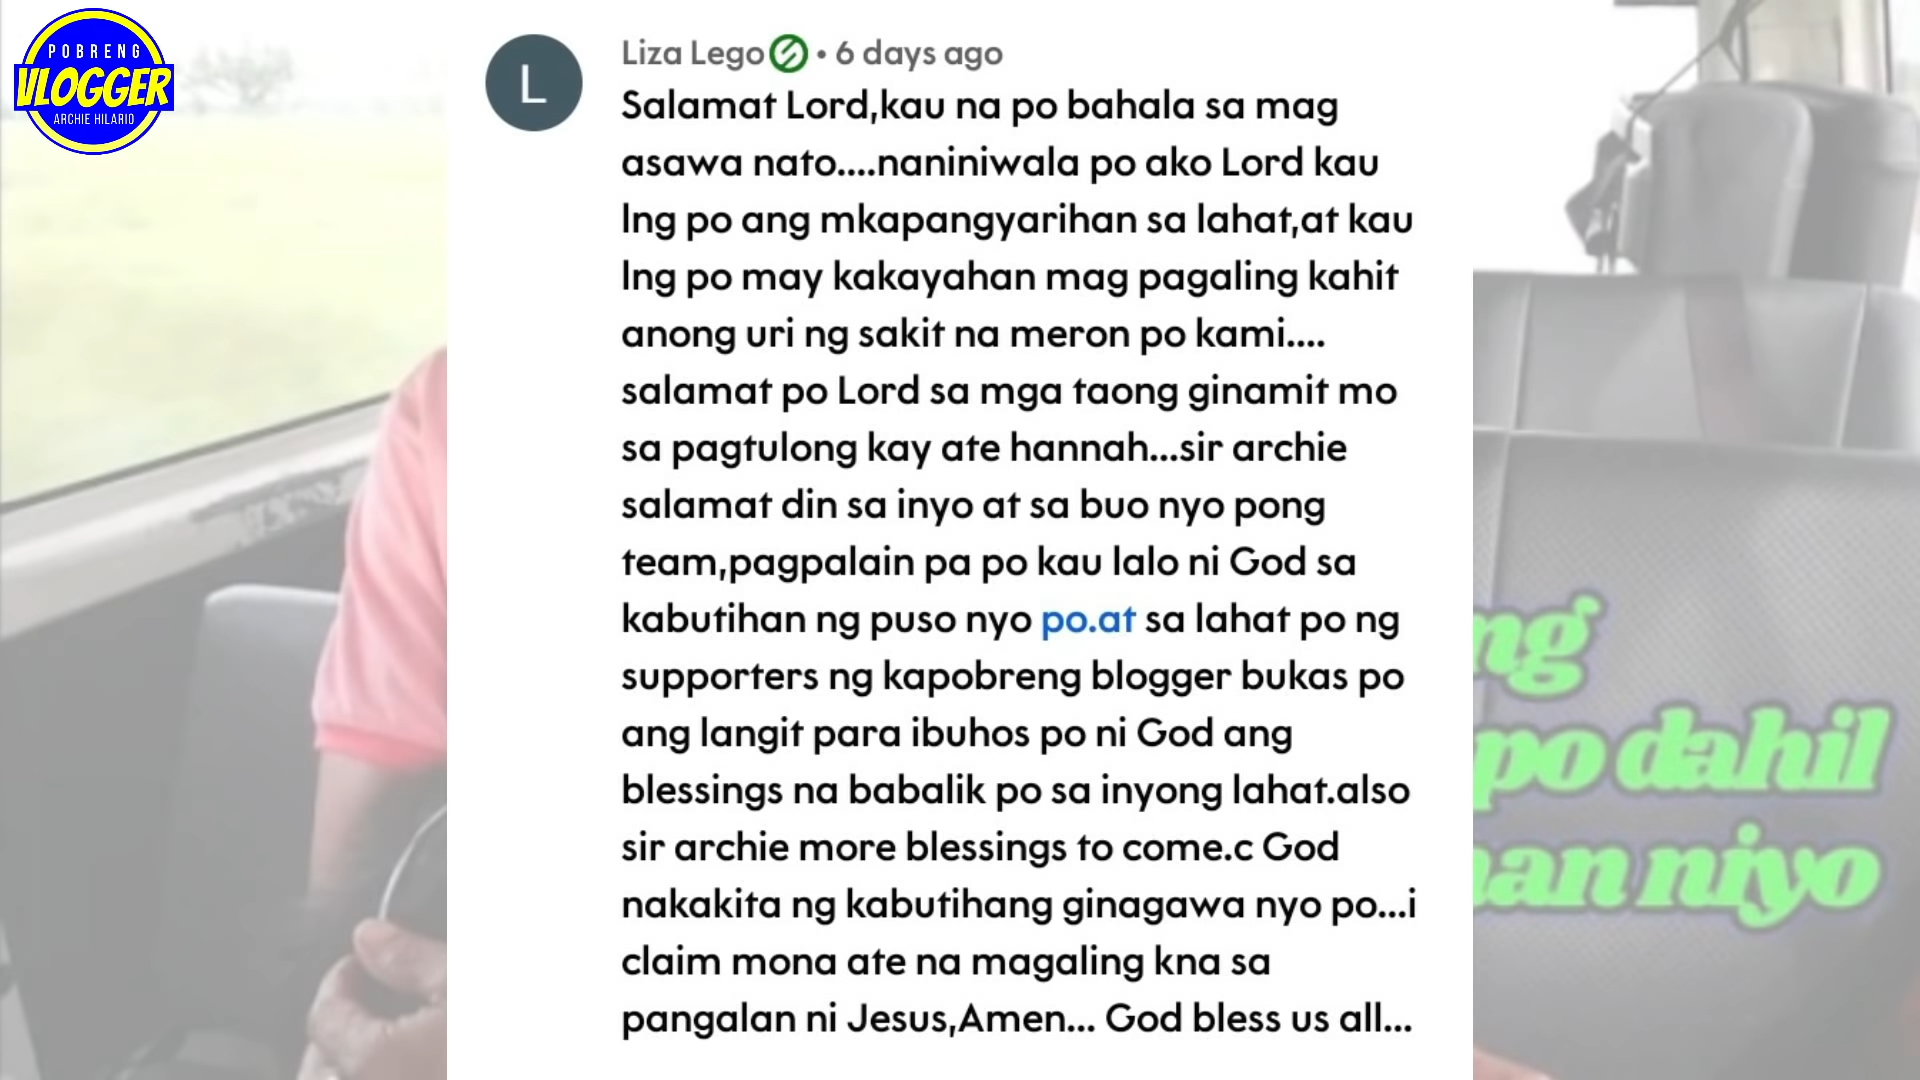 POBRENG
VLOGGER
ARCHIE HILARIO
L
Liza Lego • 6 days ago
Salamat Lord,kau na po bahala sa mag
asawa nato....naniniwala po ako Lord kau
lng po ang mkapangyarihan sa lahat,at kau
lng po may kakayahan mag pagaling kahit
anong uri ng sakit na meron po kami....
salamat po Lord sa mga taong ginamit mo
sa pagtulong kay ate hannah...sir archie
salamat din sa inyo at sa buo nyo pong
team,pagpalain pa po kau lalo ni God sa
kabutihan ng puso nyo po.at sa lahat po ng
supporters ng kapobreng blogger bukas po
ang langit para ibuhos po ni God ang
blessings na babalik po sa inyong lahat.also
sir archie more blessings to come.c God
nakakita ng kabutihang ginagawa nyo po...i
claim mona ate na magaling kna sa
pangalan ni Jesus,Amen... God bless us all...
po dahil
niyo